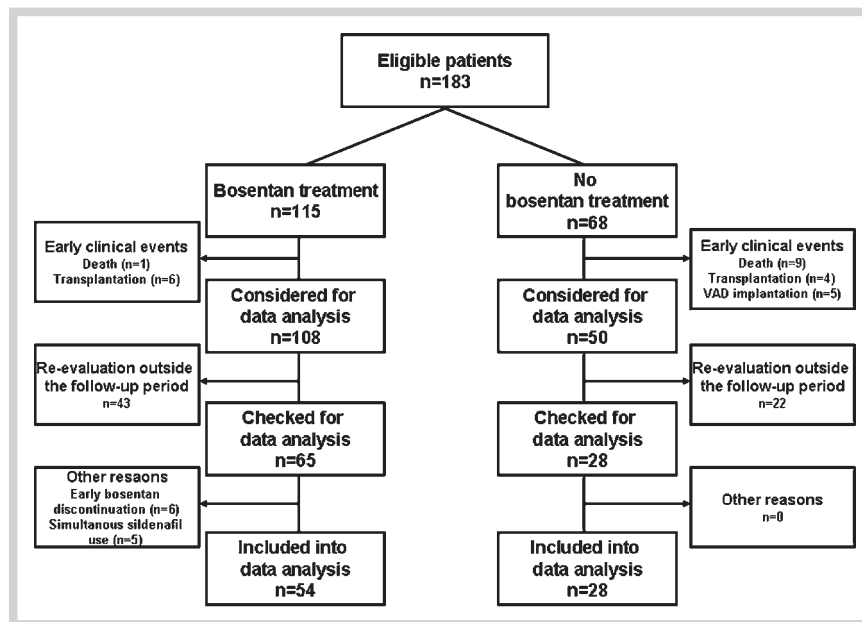 Eligible patients
n=183
Bosentan treatment
n=115
No
bosentan treatment
n=68
Early clinical events
Death (n=1)
Transplantation (n=6)
Early clinical events
Death (n=9)
Transplantation (n=4)
VAD implantation (n=5)
Considered for
data analysis
n=108
Considered for
data analysis
n=50
Re-evaluation outside
the follow-up period
n=43
Re-evaluation outside
the follow-up period
n=22
Checked for
data analysis
n=65
Checked for
data analysis
n=28
Other resaons
Early bosentan
discontinuation (n=6)
Simultanous sildenafil
use (n=5)
Other reasons
n=0
Included into
data analysis
n=54
Included into
data analysis
n=28